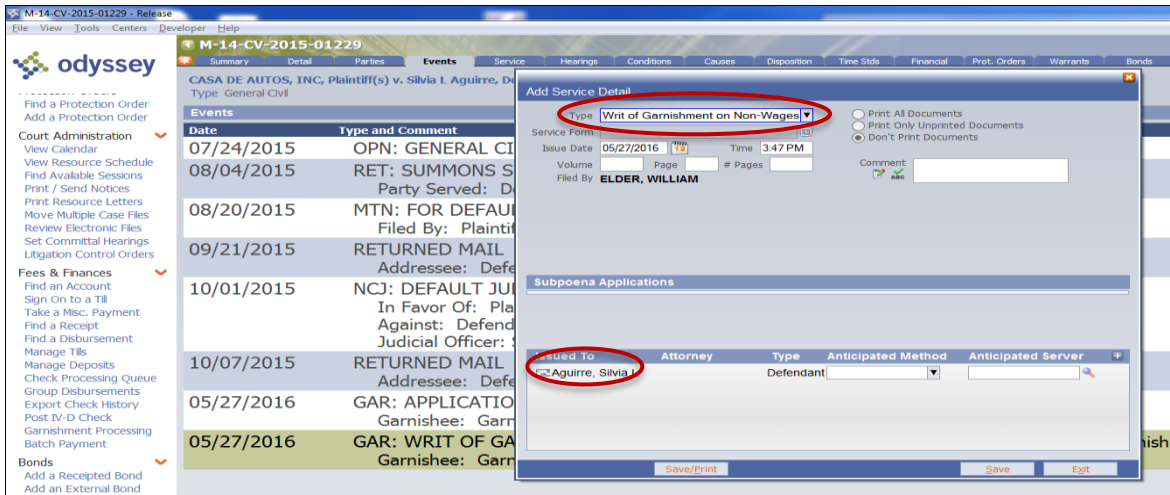 M-14-CV-2015-01229 - Release
File View Tools Centers Developer Help
odyssey
Find a Protection Order
Add a Protection Order
Court Administration
View Calendar
View Resource Schedule
Find Available Sessions
Print / Send Notices
Print Resource Letters
Move Multiple Case Files
Review Electronic Files
Set Committal Hearings
Litigation Control Orders
Fees & Finances
Find an Account
Sign On to a Till
Take a Misc. Payment
Find a Receipt
Find a Disbursement
Manage Tills
Manage Deposits
Check Processing Queue
Group Disbursements
Export Check History
Post IV-D Check
Garnishment Processing
Batch Payment
Bonds
Add a Receipted Bond
Add an External Bond
M-14-CV-2015-01229
Summary Detail Parties Events Service Hearings Conditions Causes Disposition Time Stds Financial Prot. Orders Warrants Bonds
CASA DE AUTOS, INC, Plaintiff(s) v. Silvia L Aguirre, De
Type General Civil
Events
Date Type and Comment
07/24/2015 OPN: GENERAL CI
08/04/2015 RET: SUMMONS S
Party Served: D
08/20/2015 MTN: FOR DEFAU
Filed By: Plaintif
09/21/2015 RETURNED MAIL
Addressee: Defe
10/01/2015 NCJ: DEFAULT JU
In Favor Of: Pla
Against: Defend
Judicial Officer:
10/07/2015 RETURNED MAIL
Addressee: Defe
05/27/2016 GAR: APPLICATIO
Garnishee: Garn
05/27/2016 GAR: WRIT OF GA
Garnishee: Garn
ish
Add Service Detail
Type Writ of Garnishment on Non-Wages
Service Form
Issue Date 05/27/2016 Time 3:47 PM
Volume Page # Pages
Filed By ELDER, WILLIAM
Print All Documents
Print Only Unprinted Documents
Don't Print Documents
Comment
ABC
Subpoena Applications
Issued To Attorney Type Anticipated Method Anticipated Server
Aguirre, Silvia L Defendant
Save/Print Save Exit